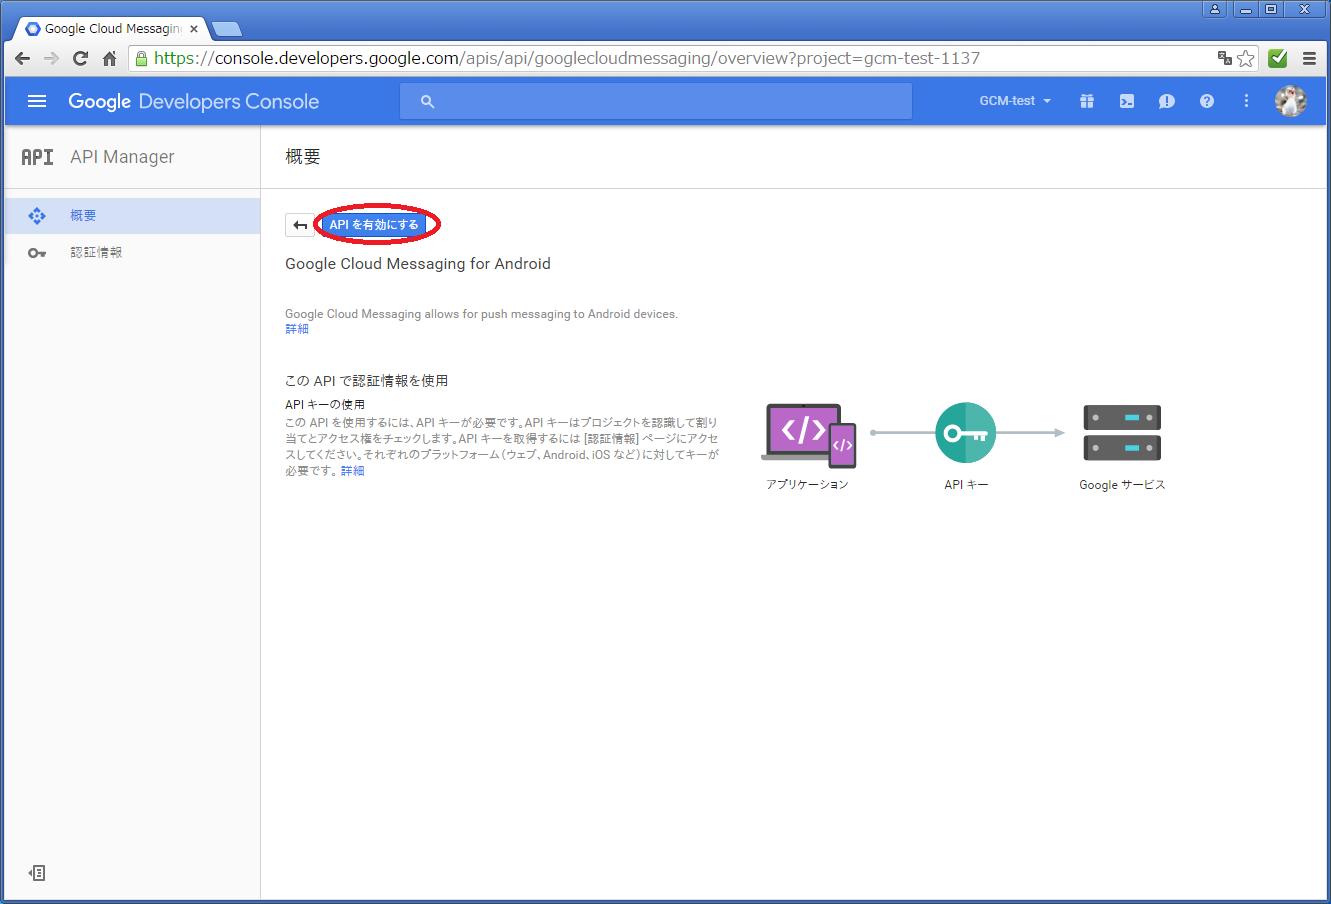 Google Cloud Messaging
https://console.developers.google.com/apis/api/googlecloudmessaging/overview?project=gcm-test-1137
Google Developers Console
GCM-test
API API Manager
概要
概要
認証情報
API を有効にする
Google Cloud Messaging for Android
Google Cloud Messaging allows for push messaging to Android devices.
詳細
この API で認証情報を使用
API キーの使用
この API を使用するには、API キーが必要です。API キーはプロジェクトを認識して割り
当てとアクセス権をチェックします。API キーを取得するには [認証情報] ページにアクセ
スしてください。それぞれのプラットフォーム（ウェブ、Android、iOS など）に対してキーが
必要です。 詳細
</>
</>
アプリケーション
API キー
Google サービス